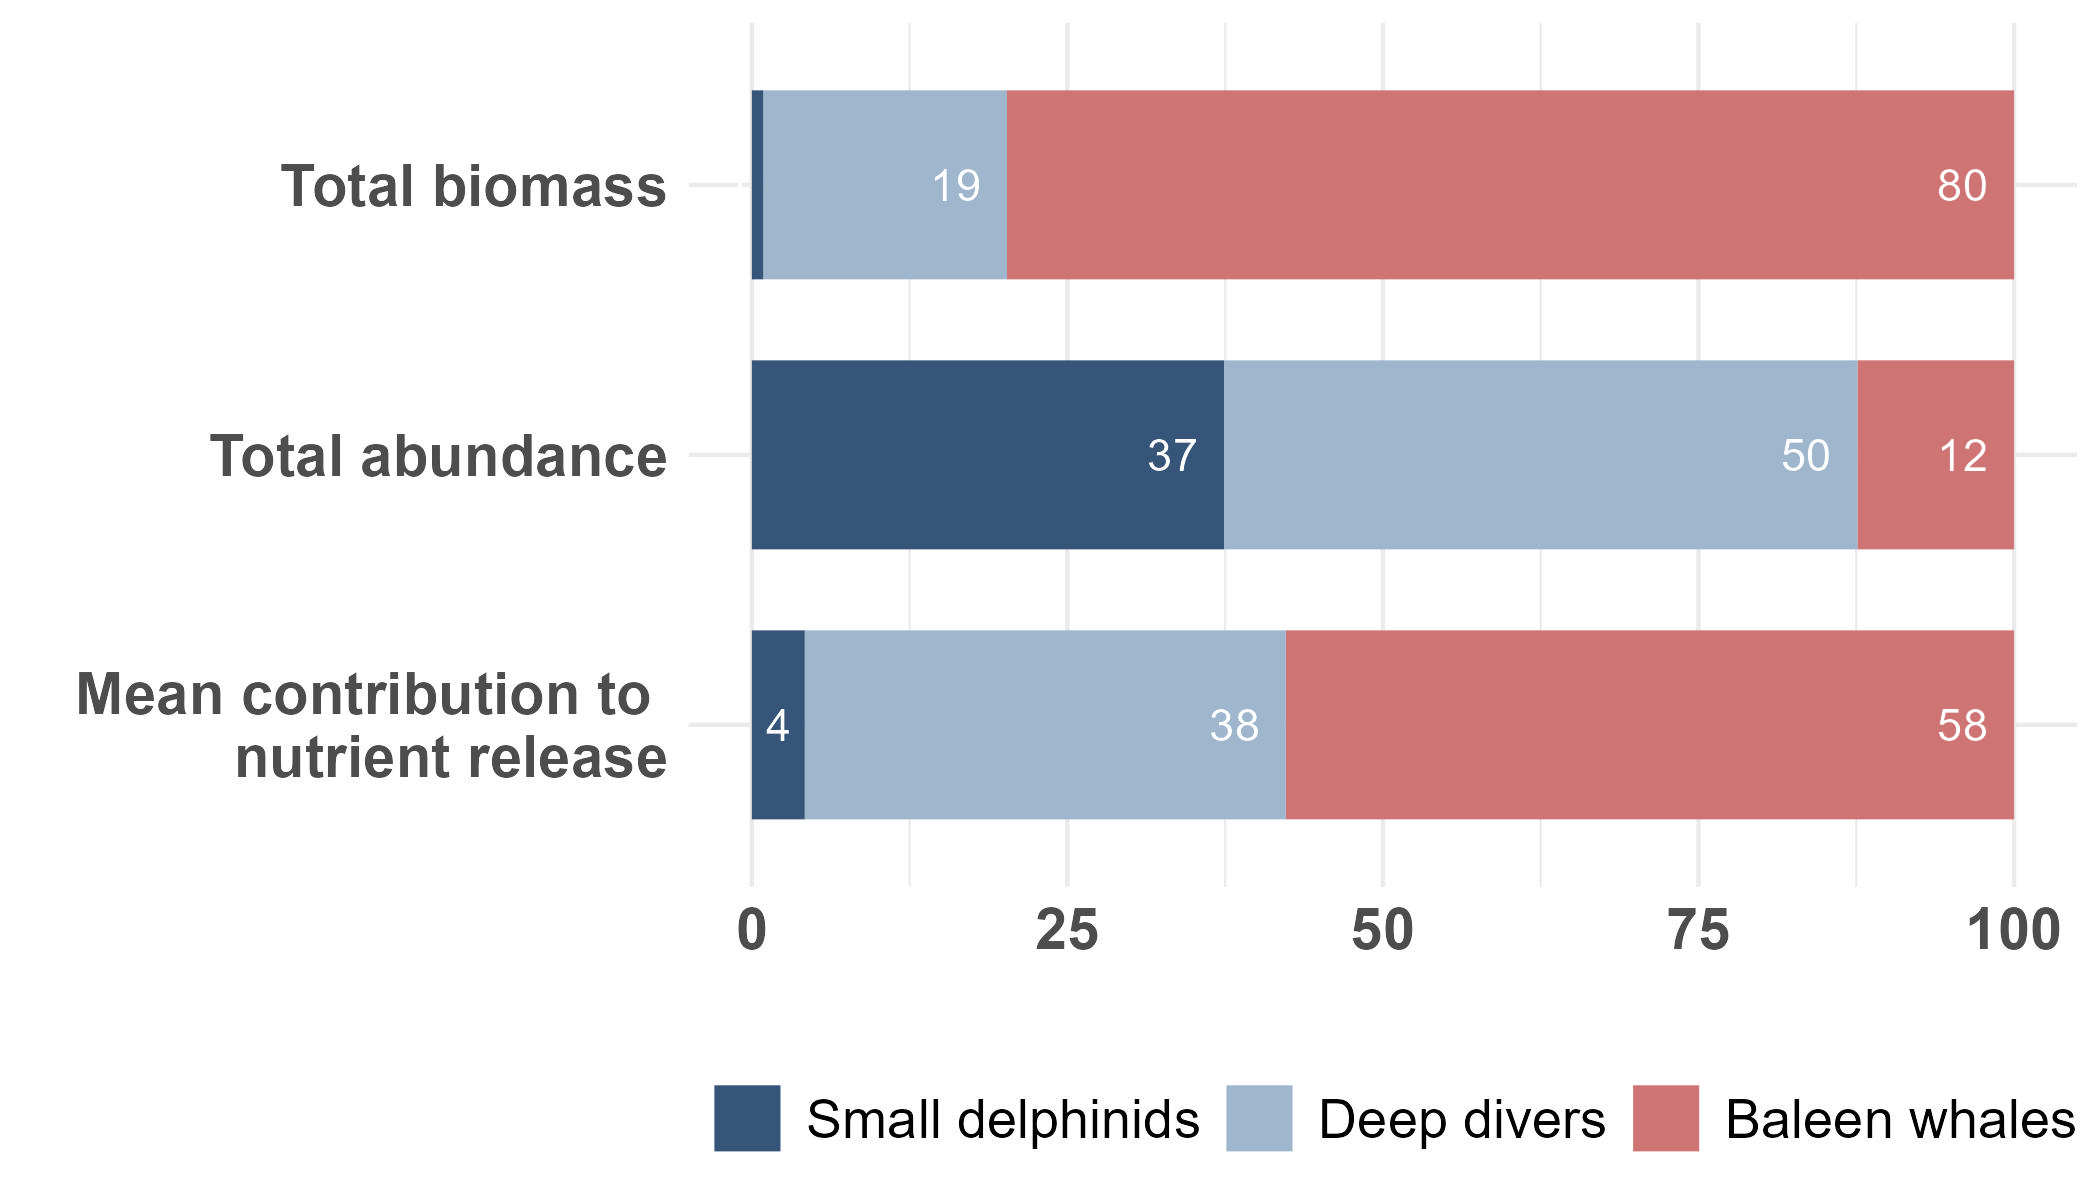 Total biomass
19
80
Total abundance
37
50
12
Mean contribution to
nutrient release
4
38
58
0 25 50 75 100
Small delphinids Deep divers Baleen whales